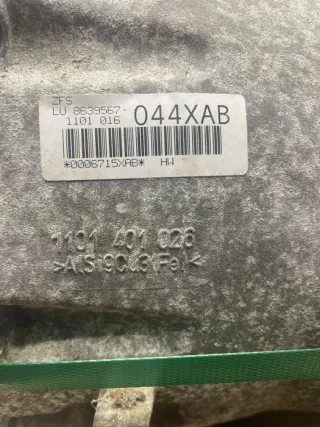 ZFS
LU 8639567-
1101 016
044XAB
*0006715XAB* HW
1101 401 026
>AlSi9Cu3(Fe)<